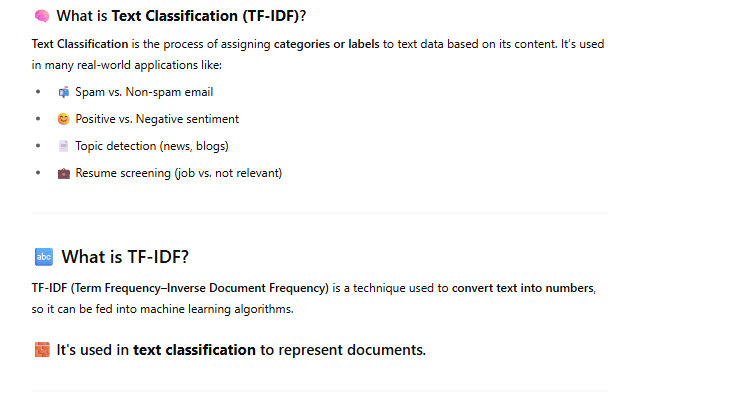 🧠 What is Text Classification (TF-IDF)?
Text Classification is the process of assigning categories or labels to text data based on its content. It's used
in many real-world applications like:
• 📬 Spam vs. Non-spam email
• 😊 Positive vs. Negative sentiment
• 📄 Topic detection (news, blogs)
• 💼 Resume screening (job vs. not relevant)
🔤 What is TF-IDF?
TF-IDF (Term Frequency–Inverse Document Frequency) is a technique used to convert text into numbers,
so it can be fed into machine learning algorithms.
🧱 It's used in text classification to represent documents.